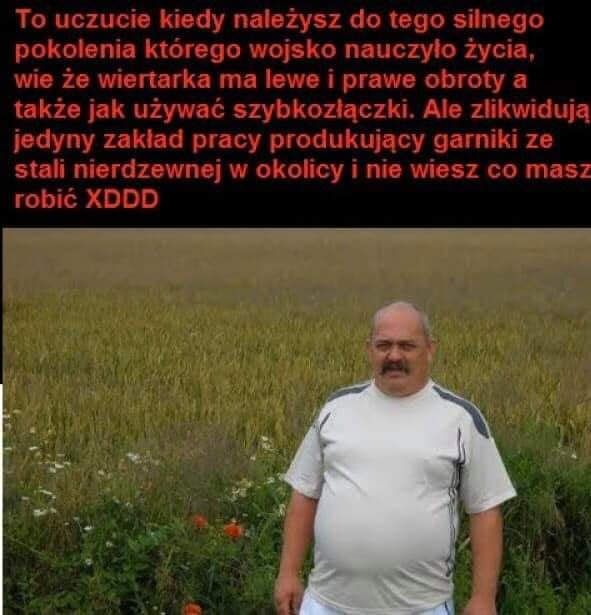 To uczucie kiedy należysz do tego silnego
pokolenia którego wojsko nauczyło życia,
wie że wiertarka ma lewe i prawe obroty a
także jak używać szybkozłączki. Ale zlikwidują
jedyny zakład pracy produkujący garniki ze
stali nierdzewnej w okolicy i nie wiesz co masz
robić XDDD